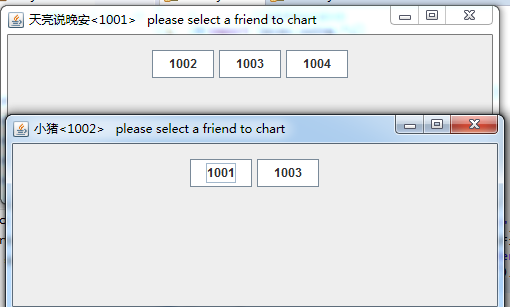 天亮说晚安<1001> please select a friend to chart
1002 1003 1004
小猪<1002> please select a friend to chart
1001 1003